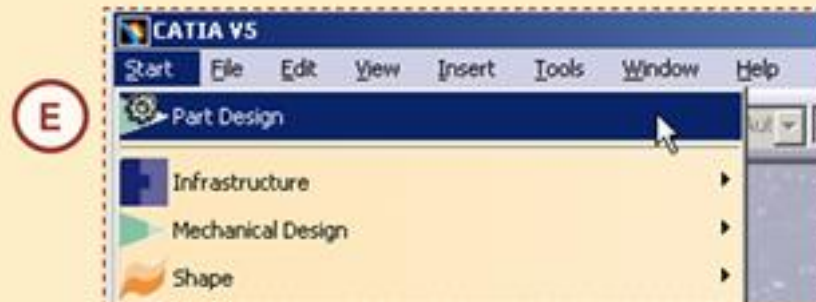 CATIA V5
Start File Edit View Insert Tools Window Help
E
Part Design
Infrastructure
Mechanical Design
Shape